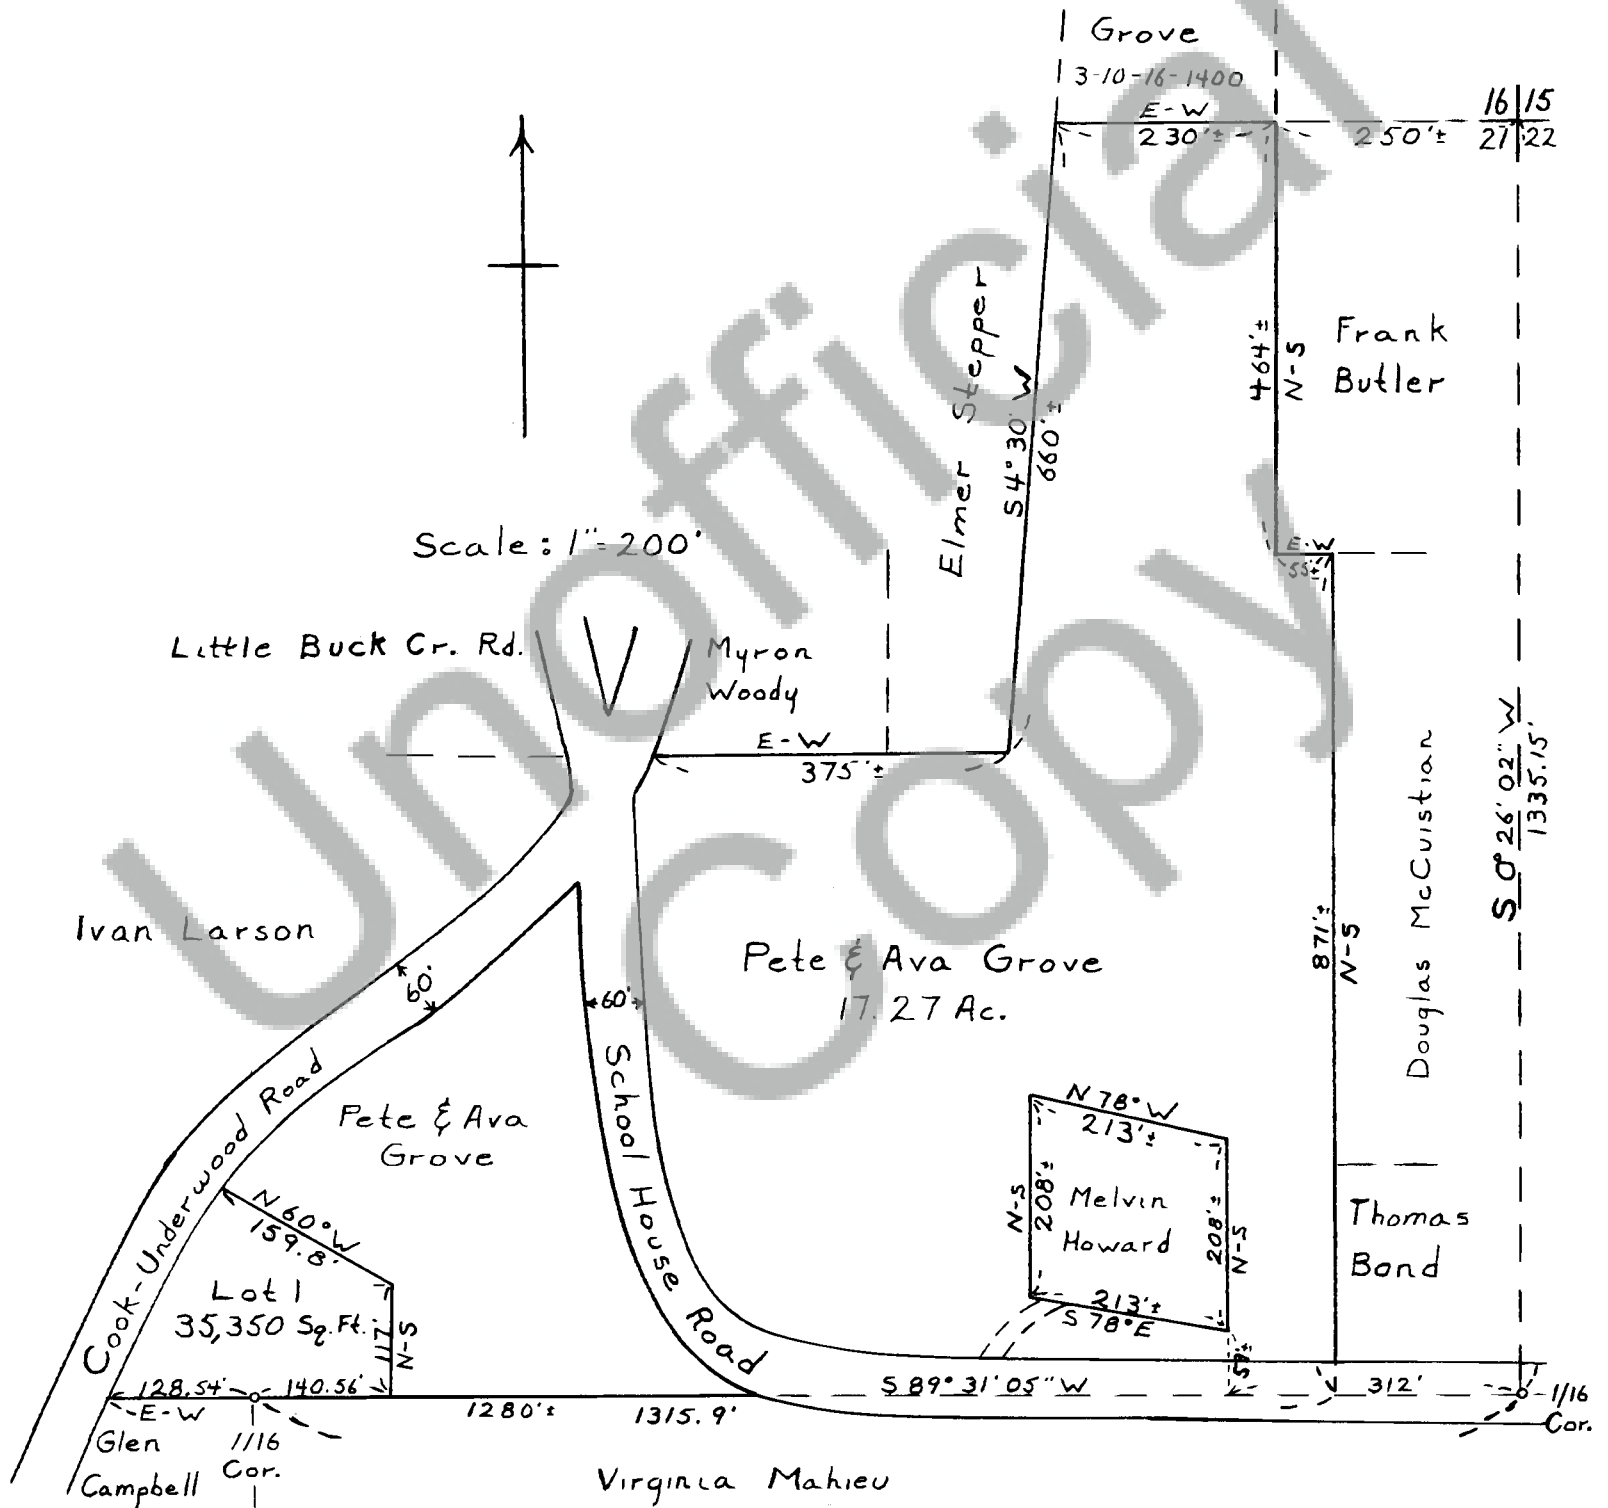 Grove
3-10-16-1400
E-W
230'±
250'±
16 15
27 22
Elmer Stepper
S 4° 30' W
660'±
464'±
N-S
Frank
Butler
Scale: 1"=200'
E-W
55'±
Little Buck Cr. Rd.
Myron
Woody
E-W
375'±
S 0° 26' 02" W
1335.15'
Douglas McCuistian
871'±
N-S
Ivan Larson
60'
60'
Pete & Ava Grove
17.27 Ac.
Cook-Underwood Road
School House Road
Pete & Ava
Grove
N 78° W
213'±
N-S
208'±
Melvin
Howard
208'±
N-S
213'±
S 78° E
59'±
Thomas
Bond
N 60° W
159.8'
Lot 1
35,350 Sq. Ft.
117'
N-S
128.54'
140.56'
E-W
1280'±
1315.9'
S 89° 31' 05" W
312'
1/16
Cor.
Glen
Campbell
1/16
Cor.
Virginia Mahieu
Unofficial
Copy